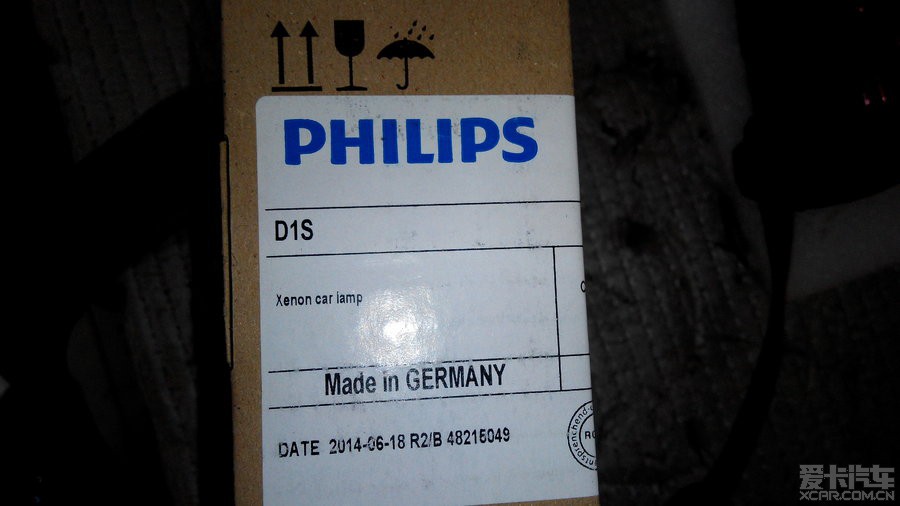 PHILIPS
D1S
Xenon car lamp
Made in GERMANY
DATE 2014-06-18 R2/B 48215049
爱卡汽车
XCAR.COM.CN